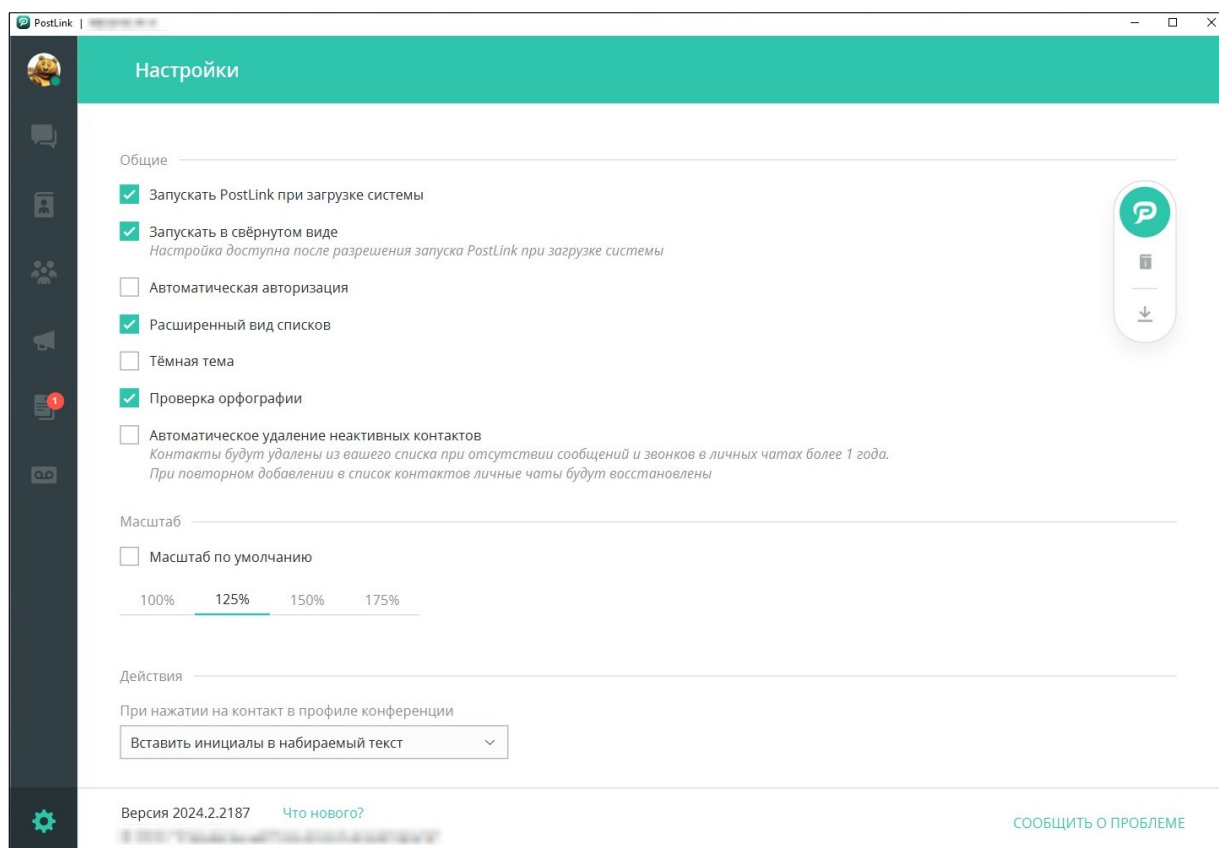 PostLink |
Настройки
Общие
Запускать PostLink при загрузке системы
Запускать в свёрнутом виде
Настройка доступна после разрешения запуска PostLink при загрузке системы
Автоматическая авторизация
Расширенный вид списков
Тёмная тема
Проверка орфографии
1
Автоматическое удаление неактивных контактов
Контакты будут удалены из вашего списка при отсутствии сообщений и звонков в личных чатах более 1 года.
При повторном добавлении в список контактов личные чаты будут восстановлены
Масштаб
Масштаб по умолчанию
100% 125% 150% 175%
Действия
При нажатии на контакт в профиле конференции
Вставить инициалы в набираемый текст
Версия 2024.2.2187 Что нового?
СООБЩИТЬ О ПРОБЛЕМЕ